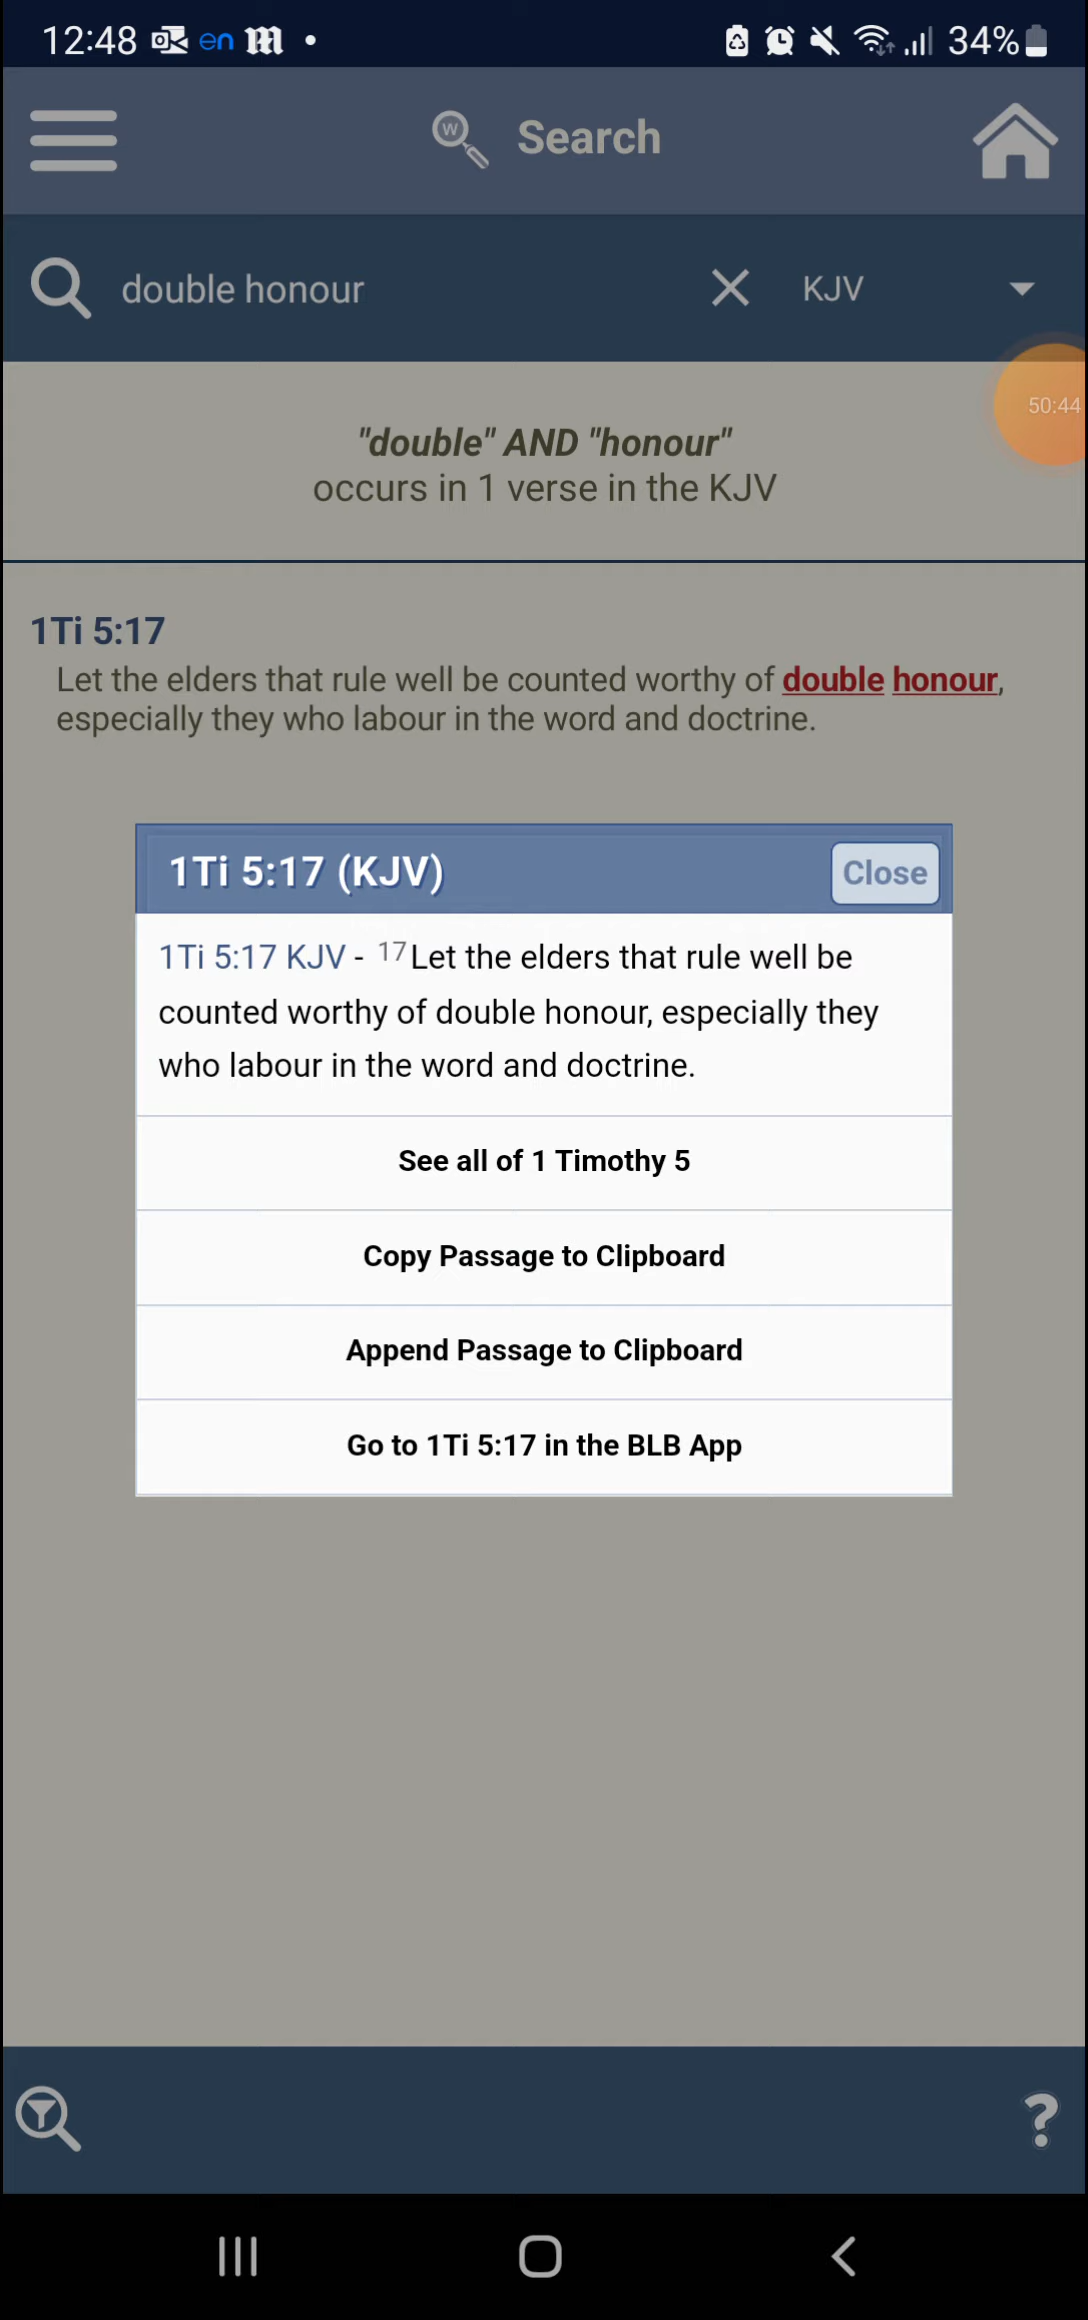 12:48 en 34%
Search
double honour KJV
50:44
"double" AND "honour"
occurs in 1 verse in the KJV
1Ti 5:17
Let the elders that rule well be counted worthy of double honour,
especially they who labour in the word and doctrine.
1Ti 5:17 (KJV) Close
1Ti 5:17 KJV - 17 Let the elders that rule well be
counted worthy of double honour, especially they
who labour in the word and doctrine.
See all of 1 Timothy 5
Copy Passage to Clipboard
Append Passage to Clipboard
Go to 1Ti 5:17 in the BLB App